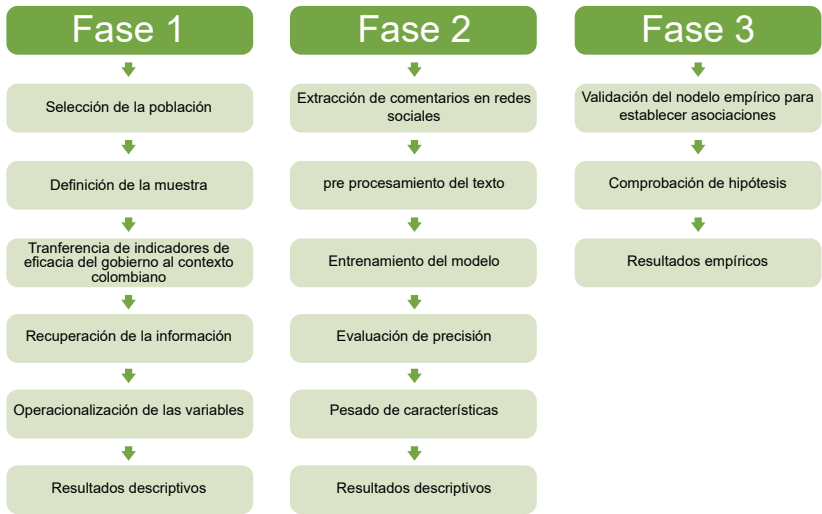 Fase 1
Selección de la población
Definición de la muestra
Tranferencia de indicadores de
eficacia del gobierno al contexto
colombiano
Recuperación de la información
Operacionalización de las variables
Resultados descriptivos
Fase 2
Extracción de comentarios en redes
sociales
pre procesamiento del texto
Entrenamiento del modelo
Evaluación de precisión
Pesado de características
Resultados descriptivos
Fase 3
Validación del nodelo empírico para
establecer asociaciones
Comprobación de hipótesis
Resultados empíricos